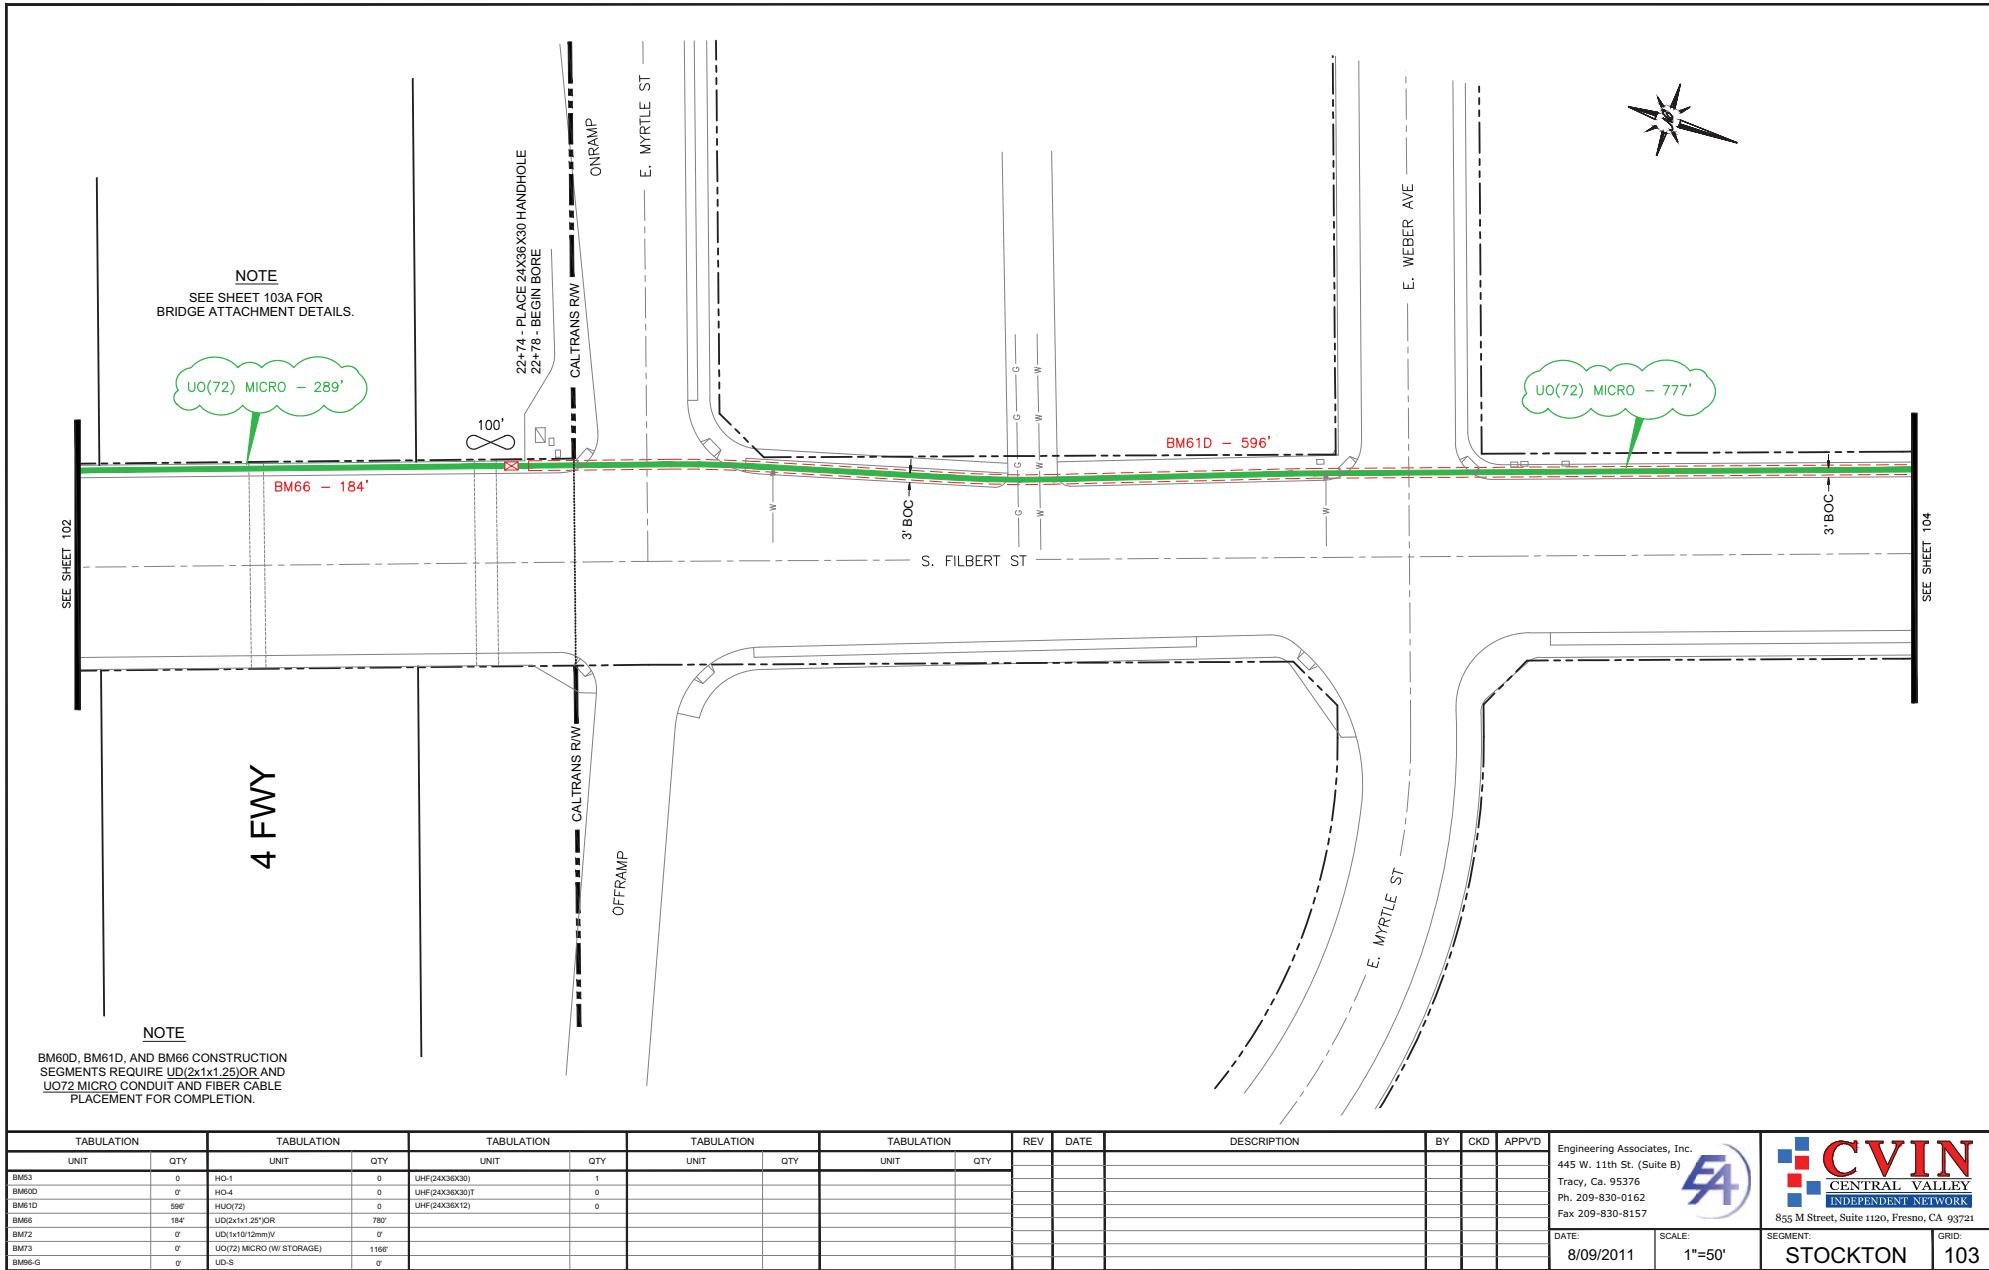 E. MYRTLE ST
ONRAMP
22+74 - PLACE 24X36X30 HANDHOLE
22+78 - BEGIN BORE
CALTRANS R/W
E. WEBER AVE
NOTE
SEE SHEET 103A FOR
BRIDGE ATTACHMENT DETAILS.
UO(72) MICRO - 289'
UO(72) MICRO - 777'
100'
BM61D - 596'
BM66 - 184'
G
W
G
W
G
W
G
W
W
W
3' BOC
3' BOC
SEE SHEET 102
SEE SHEET 104
S. FILBERT ST
4 FWY
CALTRANS R/W
OFFRAMP
E. MYRTLE ST
NOTE
BM60D, BM61D, AND BM66 CONSTRUCTION
SEGMENTS REQUIRE UD(2x1x1.25)OR AND
UO72 MICRO CONDUIT AND FIBER CABLE
PLACEMENT FOR COMPLETION.
TABULATION TABULATION TABULATION TABULATION TABULATION REV DATE DESCRIPTION BY CKD APPV'D
UNIT QTY UNIT QTY UNIT QTY UNIT QTY UNIT QTY
BM53 0 HO-1 0 UHF(24X36X30) 1
BM60D 0' HO-4 0 UHF(24X36X30)T 0
BM61D 596' HUO(72) 0 UHF(24X36X12) 0
BM66 184' UD(2x1x1.25")OR 780'
BM72 0' UD(1x10/12mm)V 0'
BM73 0' UO(72) MICRO (W/ STORAGE) 1166'
BM96-G 0' UD-S 0'
Engineering Associates, Inc.
445 W. 11th St. (Suite B)
Tracy, Ca. 95376
Ph. 209-830-0162
Fax 209-830-8157
EA
CVIN
CENTRAL VALLEY
INDEPENDENT NETWORK
855 M Street, Suite 1120, Fresno, CA 93721
DATE: 8/09/2011
SCALE: 1"=50'
SEGMENT: STOCKTON
GRID: 103